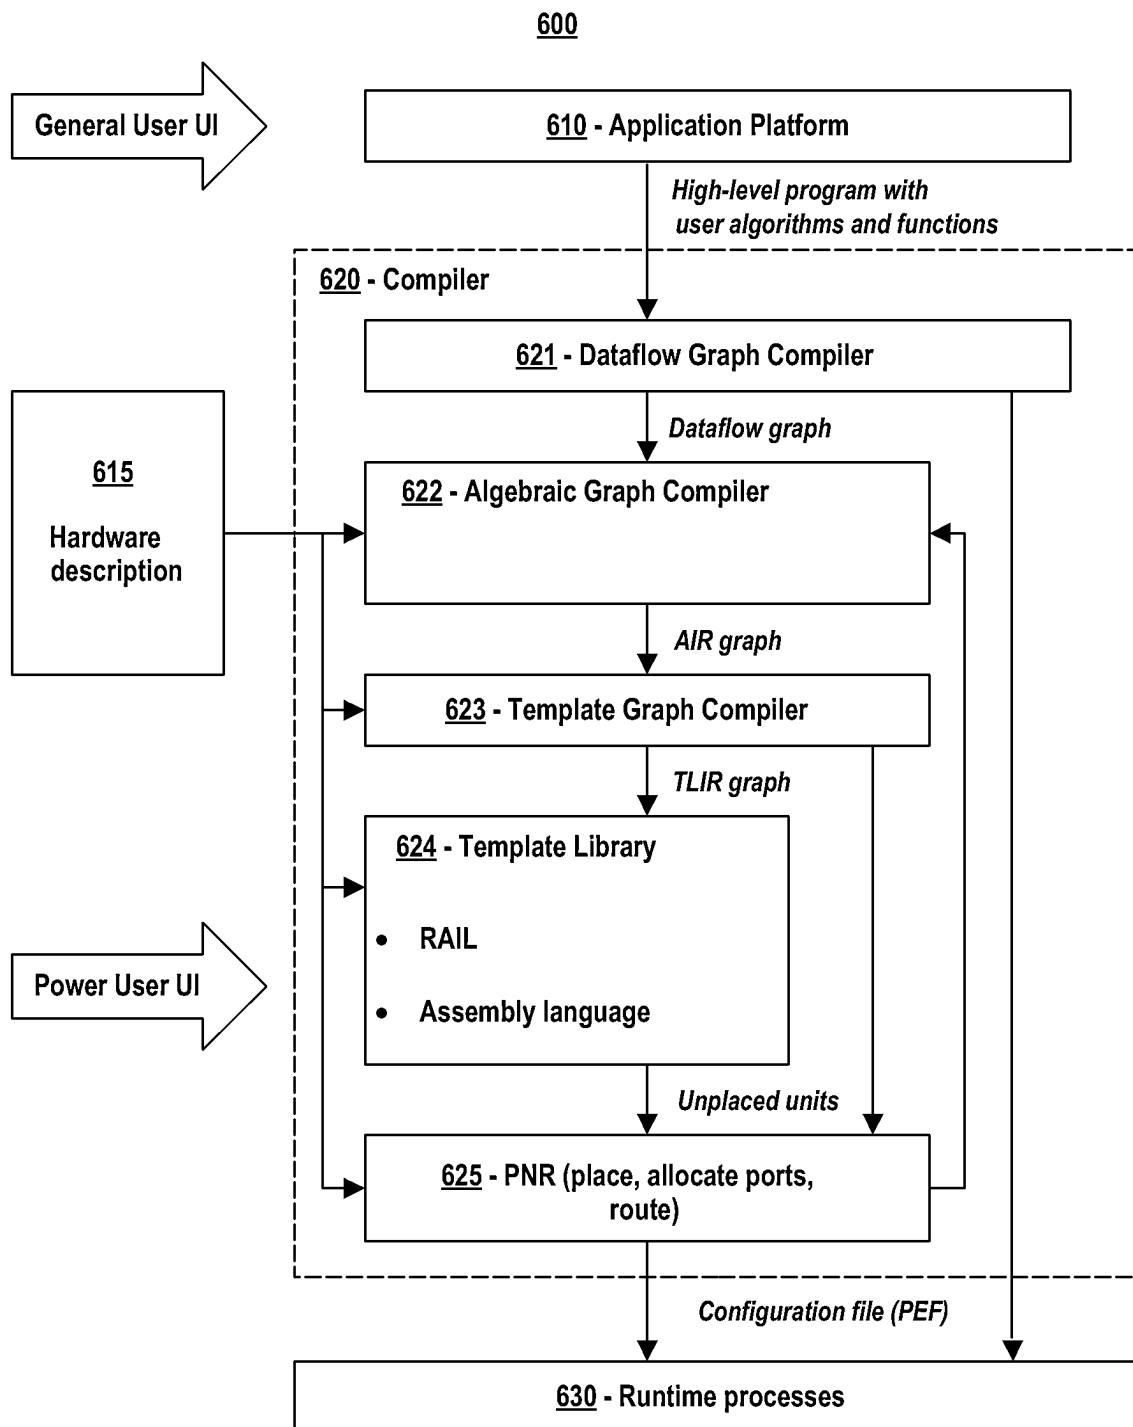 600
General User UI
610 - Application Platform
High-level program with
user algorithms and functions
620 - Compiler
621 - Dataflow Graph Compiler
Dataflow graph
615
Hardware
description
622 - Algebraic Graph Compiler
AIR graph
623 - Template Graph Compiler
TLIR graph
624 - Template Library
• RAIL
• Assembly language
Power User UI
Unplaced units
625 - PNR (place, allocate ports,
route)
Configuration file (PEF)
630 - Runtime processes